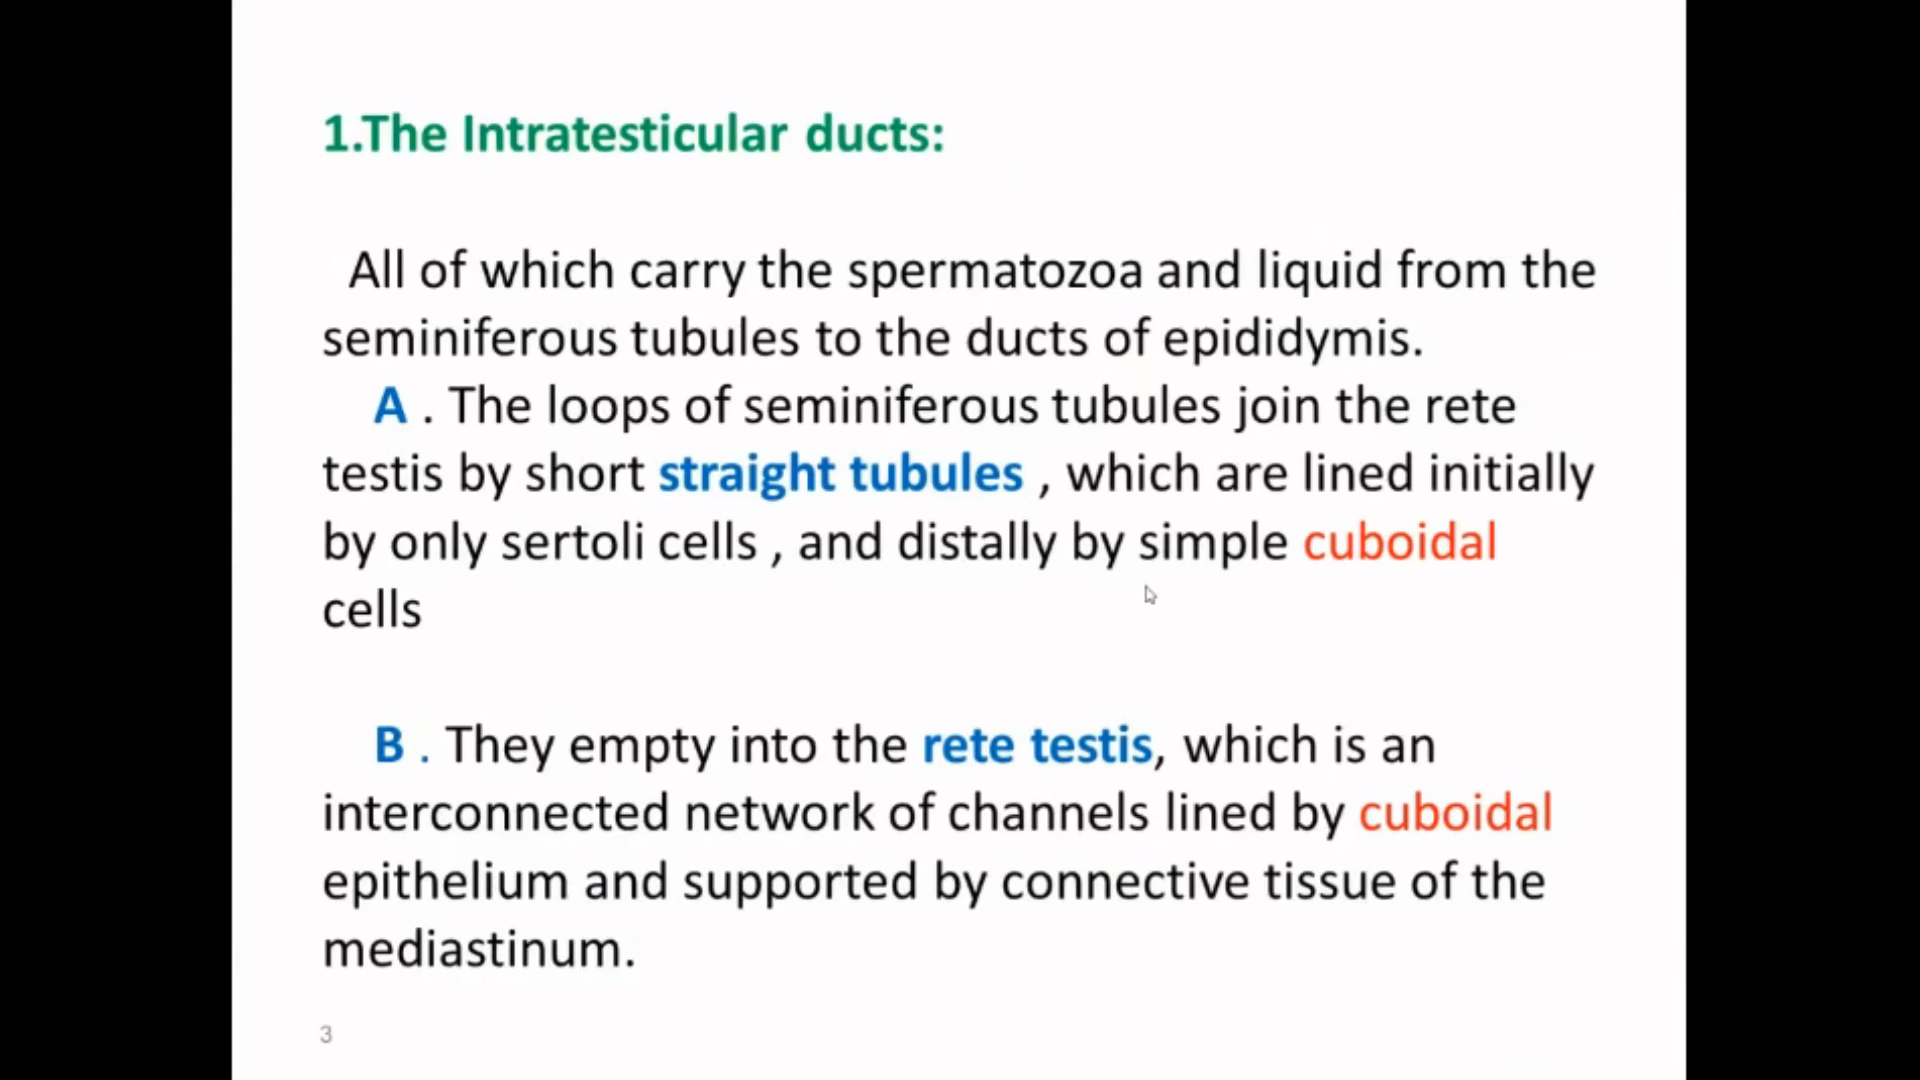 1.The Intratesticular ducts:
All of which carry the spermatozoa and liquid from the
seminiferous tubules to the ducts of epididymis.
A . The loops of seminiferous tubules join the rete
testis by short straight tubules , which are lined initially
by only sertoli cells , and distally by simple cuboidal
cells
B . They empty into the rete testis, which is an
interconnected network of channels lined by cuboidal
epithelium and supported by connective tissue of the
mediastinum.
3